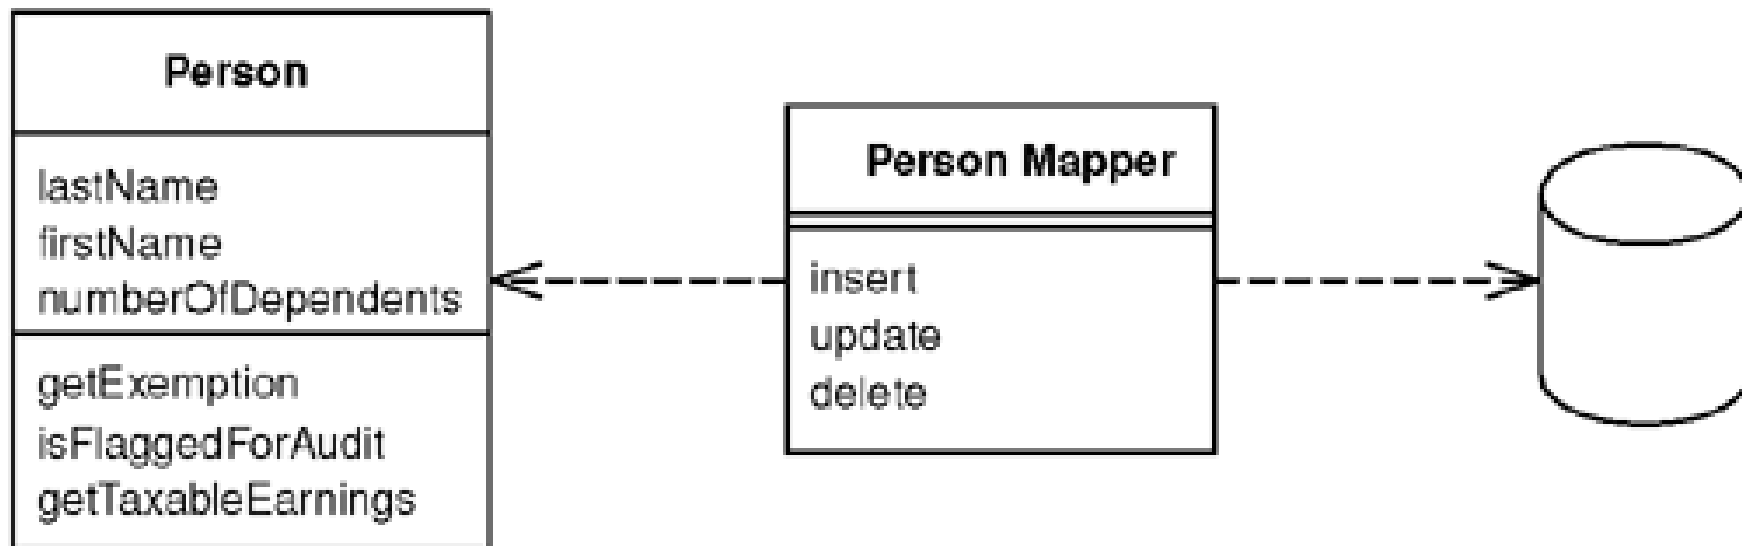 Person
lastName
firstName
numberOfDependents
getExemption
isFlaggedForAudit
getTaxableEarnings
Person Mapper
insert
update
delete